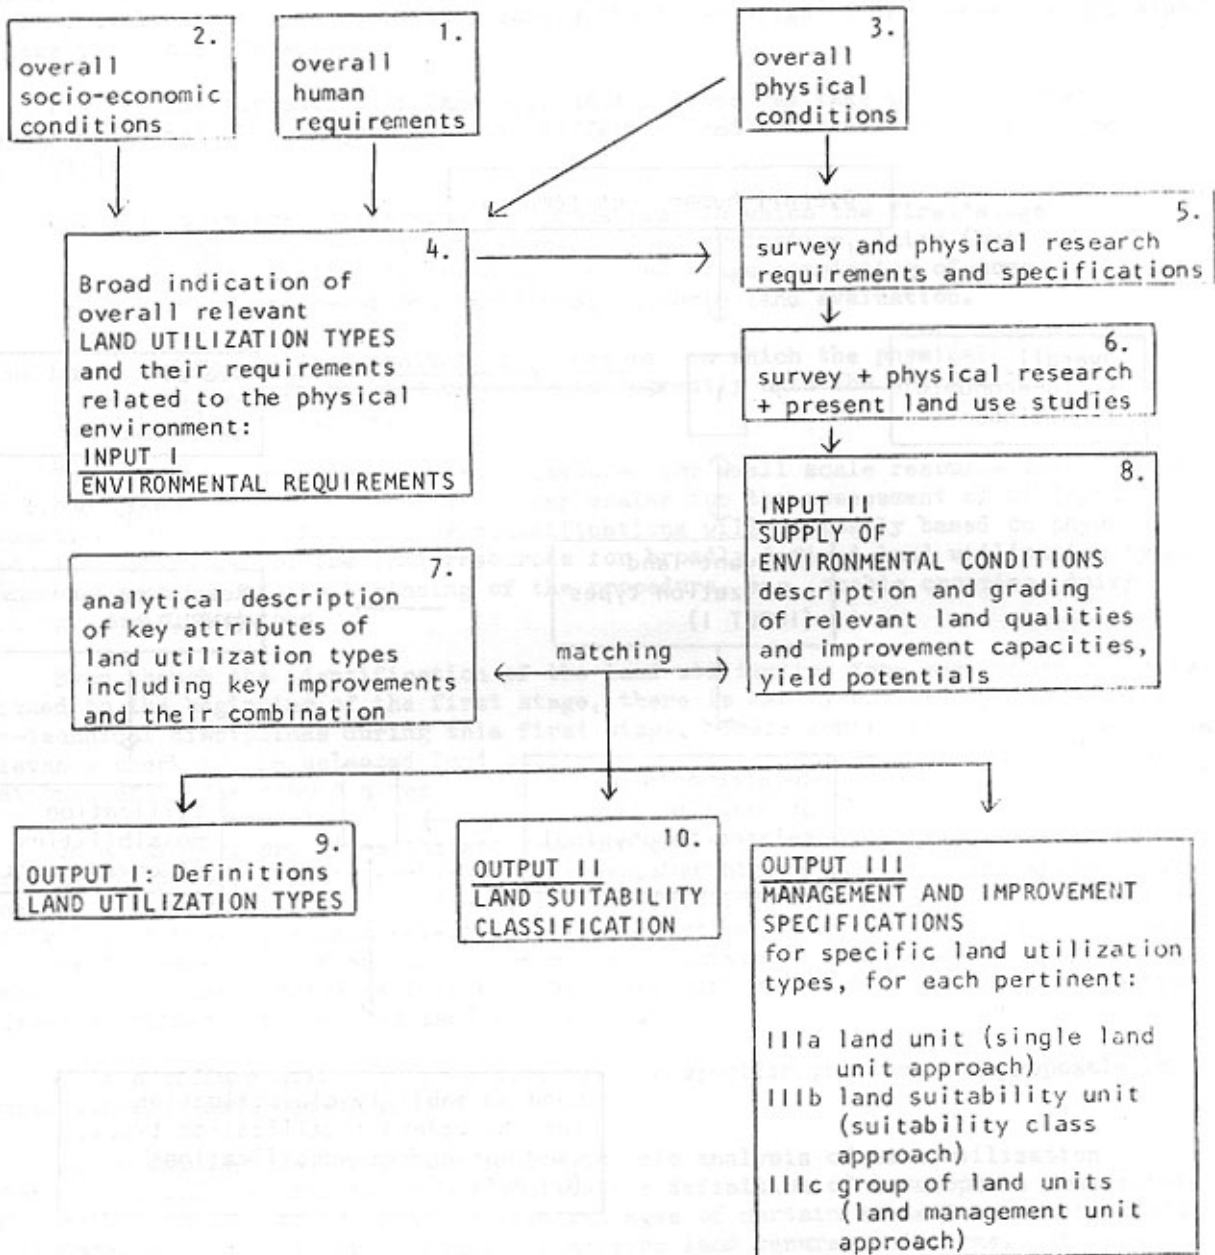 2.
overall
socio-economic
conditions
1.
overall
human
requirements
3.
overall
physical
conditions
4.
Broad indication of
overall relevant
LAND UTILIZATION TYPES
and their requirements
related to the physical
environment:
INPUT I
ENVIRONMENTAL REQUIREMENTS
5.
survey and physical research
requirements and specifications
6.
survey + physical research
+ present land use studies
7.
analytical description
of key attributes of
land utilization types
including key improvements
and their combination
matching
8.
INPUT II
SUPPLY OF
ENVIRONMENTAL CONDITIONS
description and grading
of relevant land qualities
and improvement capacities,
yield potentials
9.
OUTPUT I: Definitions
LAND UTILIZATION TYPES
10.
OUTPUT II
LAND SUITABILITY
CLASSIFICATION
OUTPUT III
MANAGEMENT AND IMPROVEMENT
SPECIFICATIONS
for specific land utilization
types, for each pertinent:
IIIa land unit (single land
unit approach)
IIIb land suitability unit
(suitability class
approach)
IIIc group of land units
(land management unit
approach)